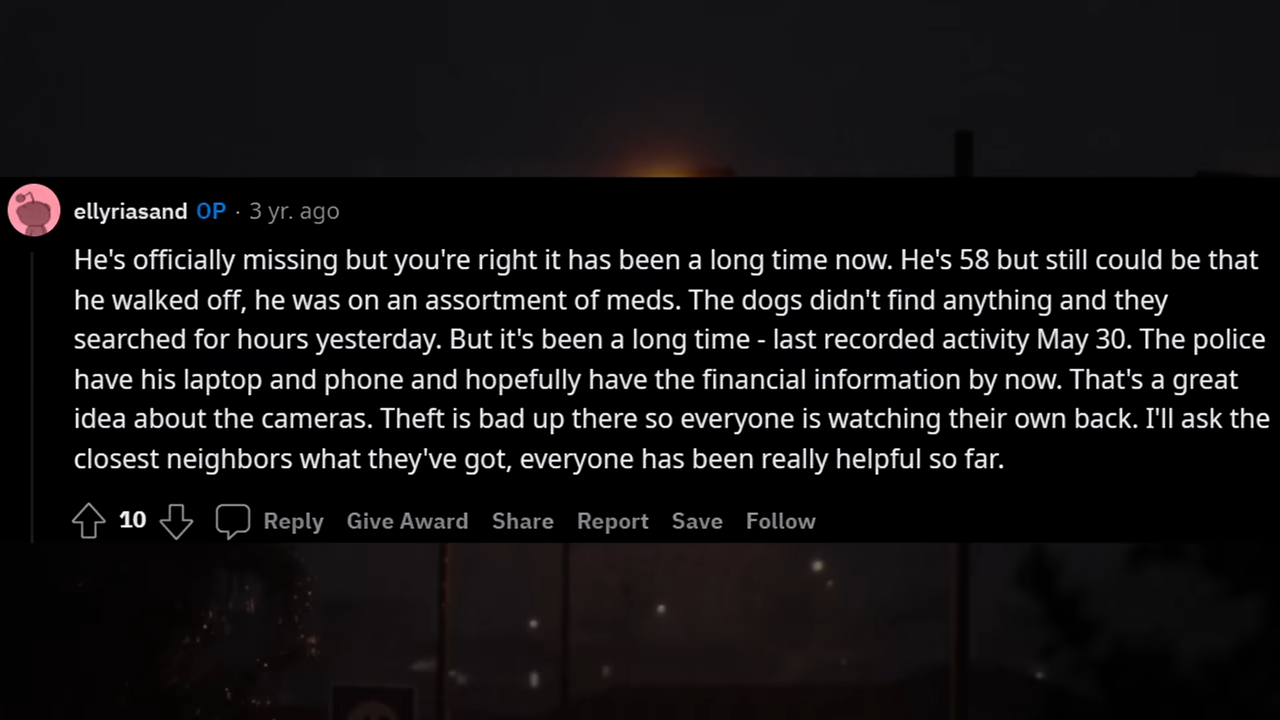 ellyriasand OP · 3 yr. ago
He's officially missing but you're right it has been a long time now. He's 58 but still could be that
he walked off, he was on an assortment of meds. The dogs didn't find anything and they
searched for hours yesterday. But it's been a long time - last recorded activity May 30. The police
have his laptop and phone and hopefully have the financial information by now. That's a great
idea about the cameras. Theft is bad up there so everyone is watching their own back. I'll ask the
closest neighbors what they've got, everyone has been really helpful so far.
10 Reply Give Award Share Report Save Follow